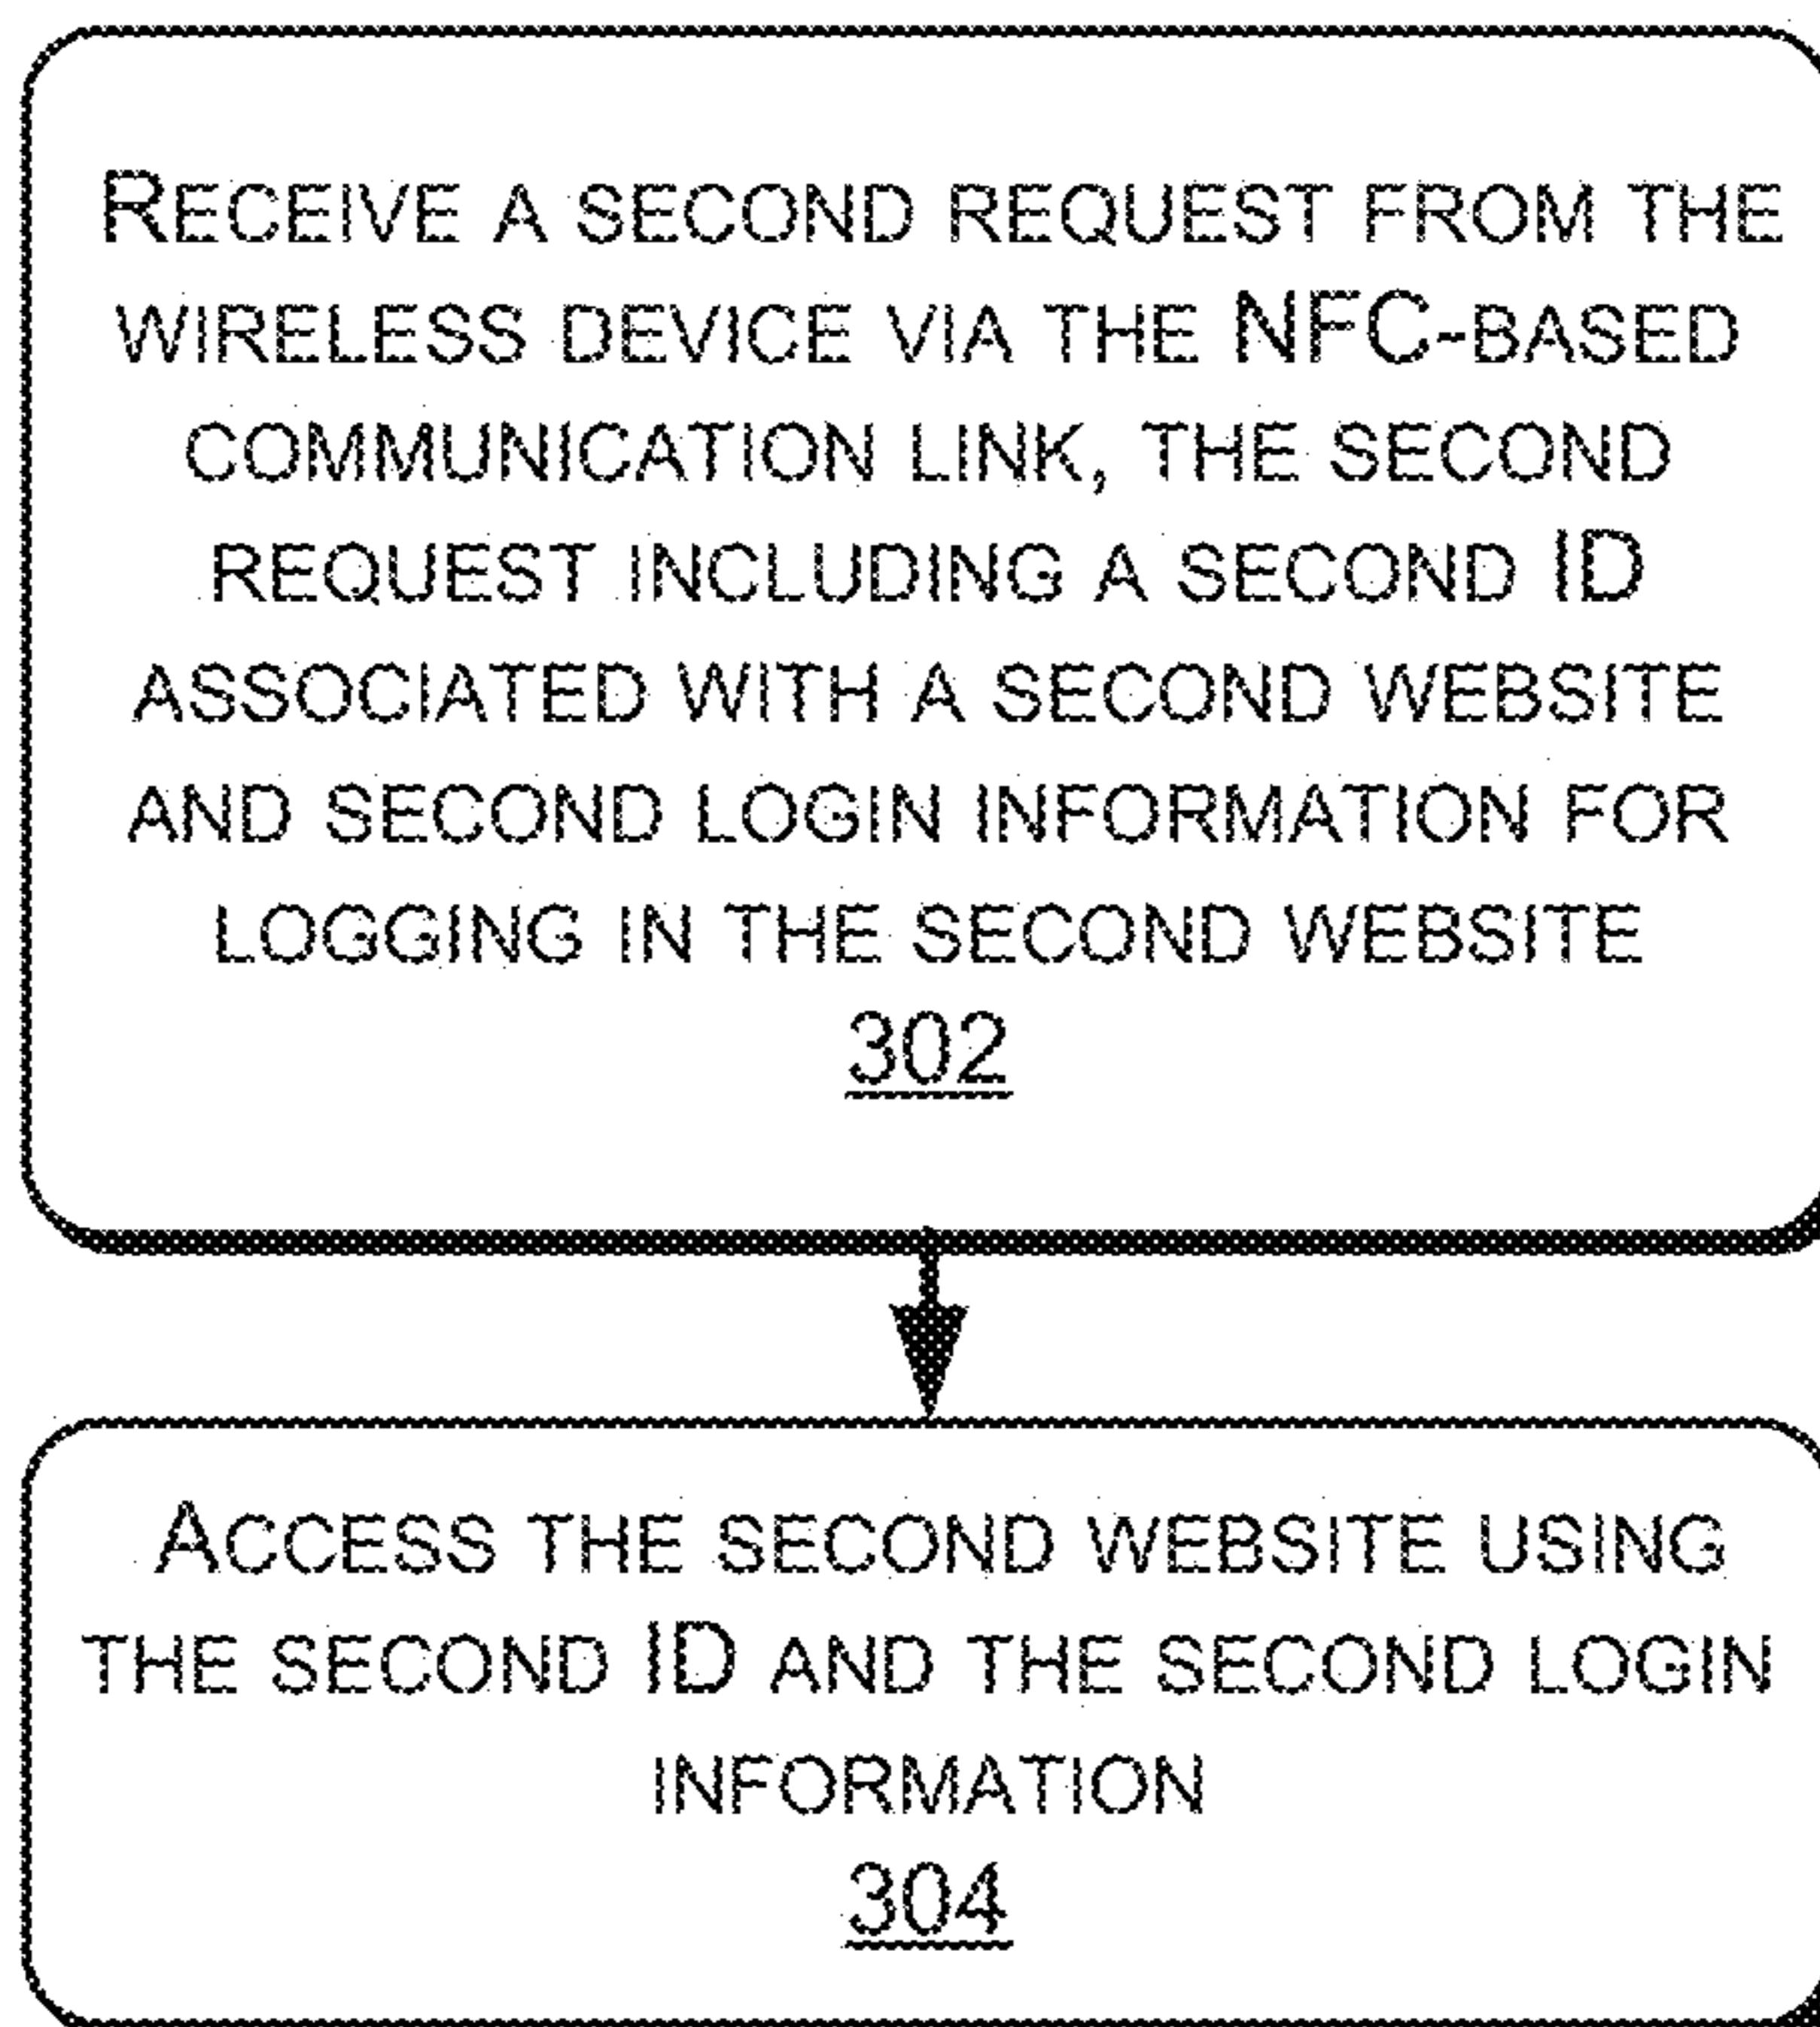 RECEIVE A SECOND REQUEST FROM THE
WIRELESS DEVICE VIA THE NFC-BASED
COMMUNICATION LINK, THE SECOND
REQUEST INCLUDING A SECOND ID
ASSOCIATED WITH A SECOND WEBSITE
AND SECOND LOGIN INFORMATION FOR
LOGGING IN THE SECOND WEBSITE
302
ACCESS THE SECOND WEBSITE USING
THE SECOND ID AND THE SECOND LOGIN
INFORMATION
304